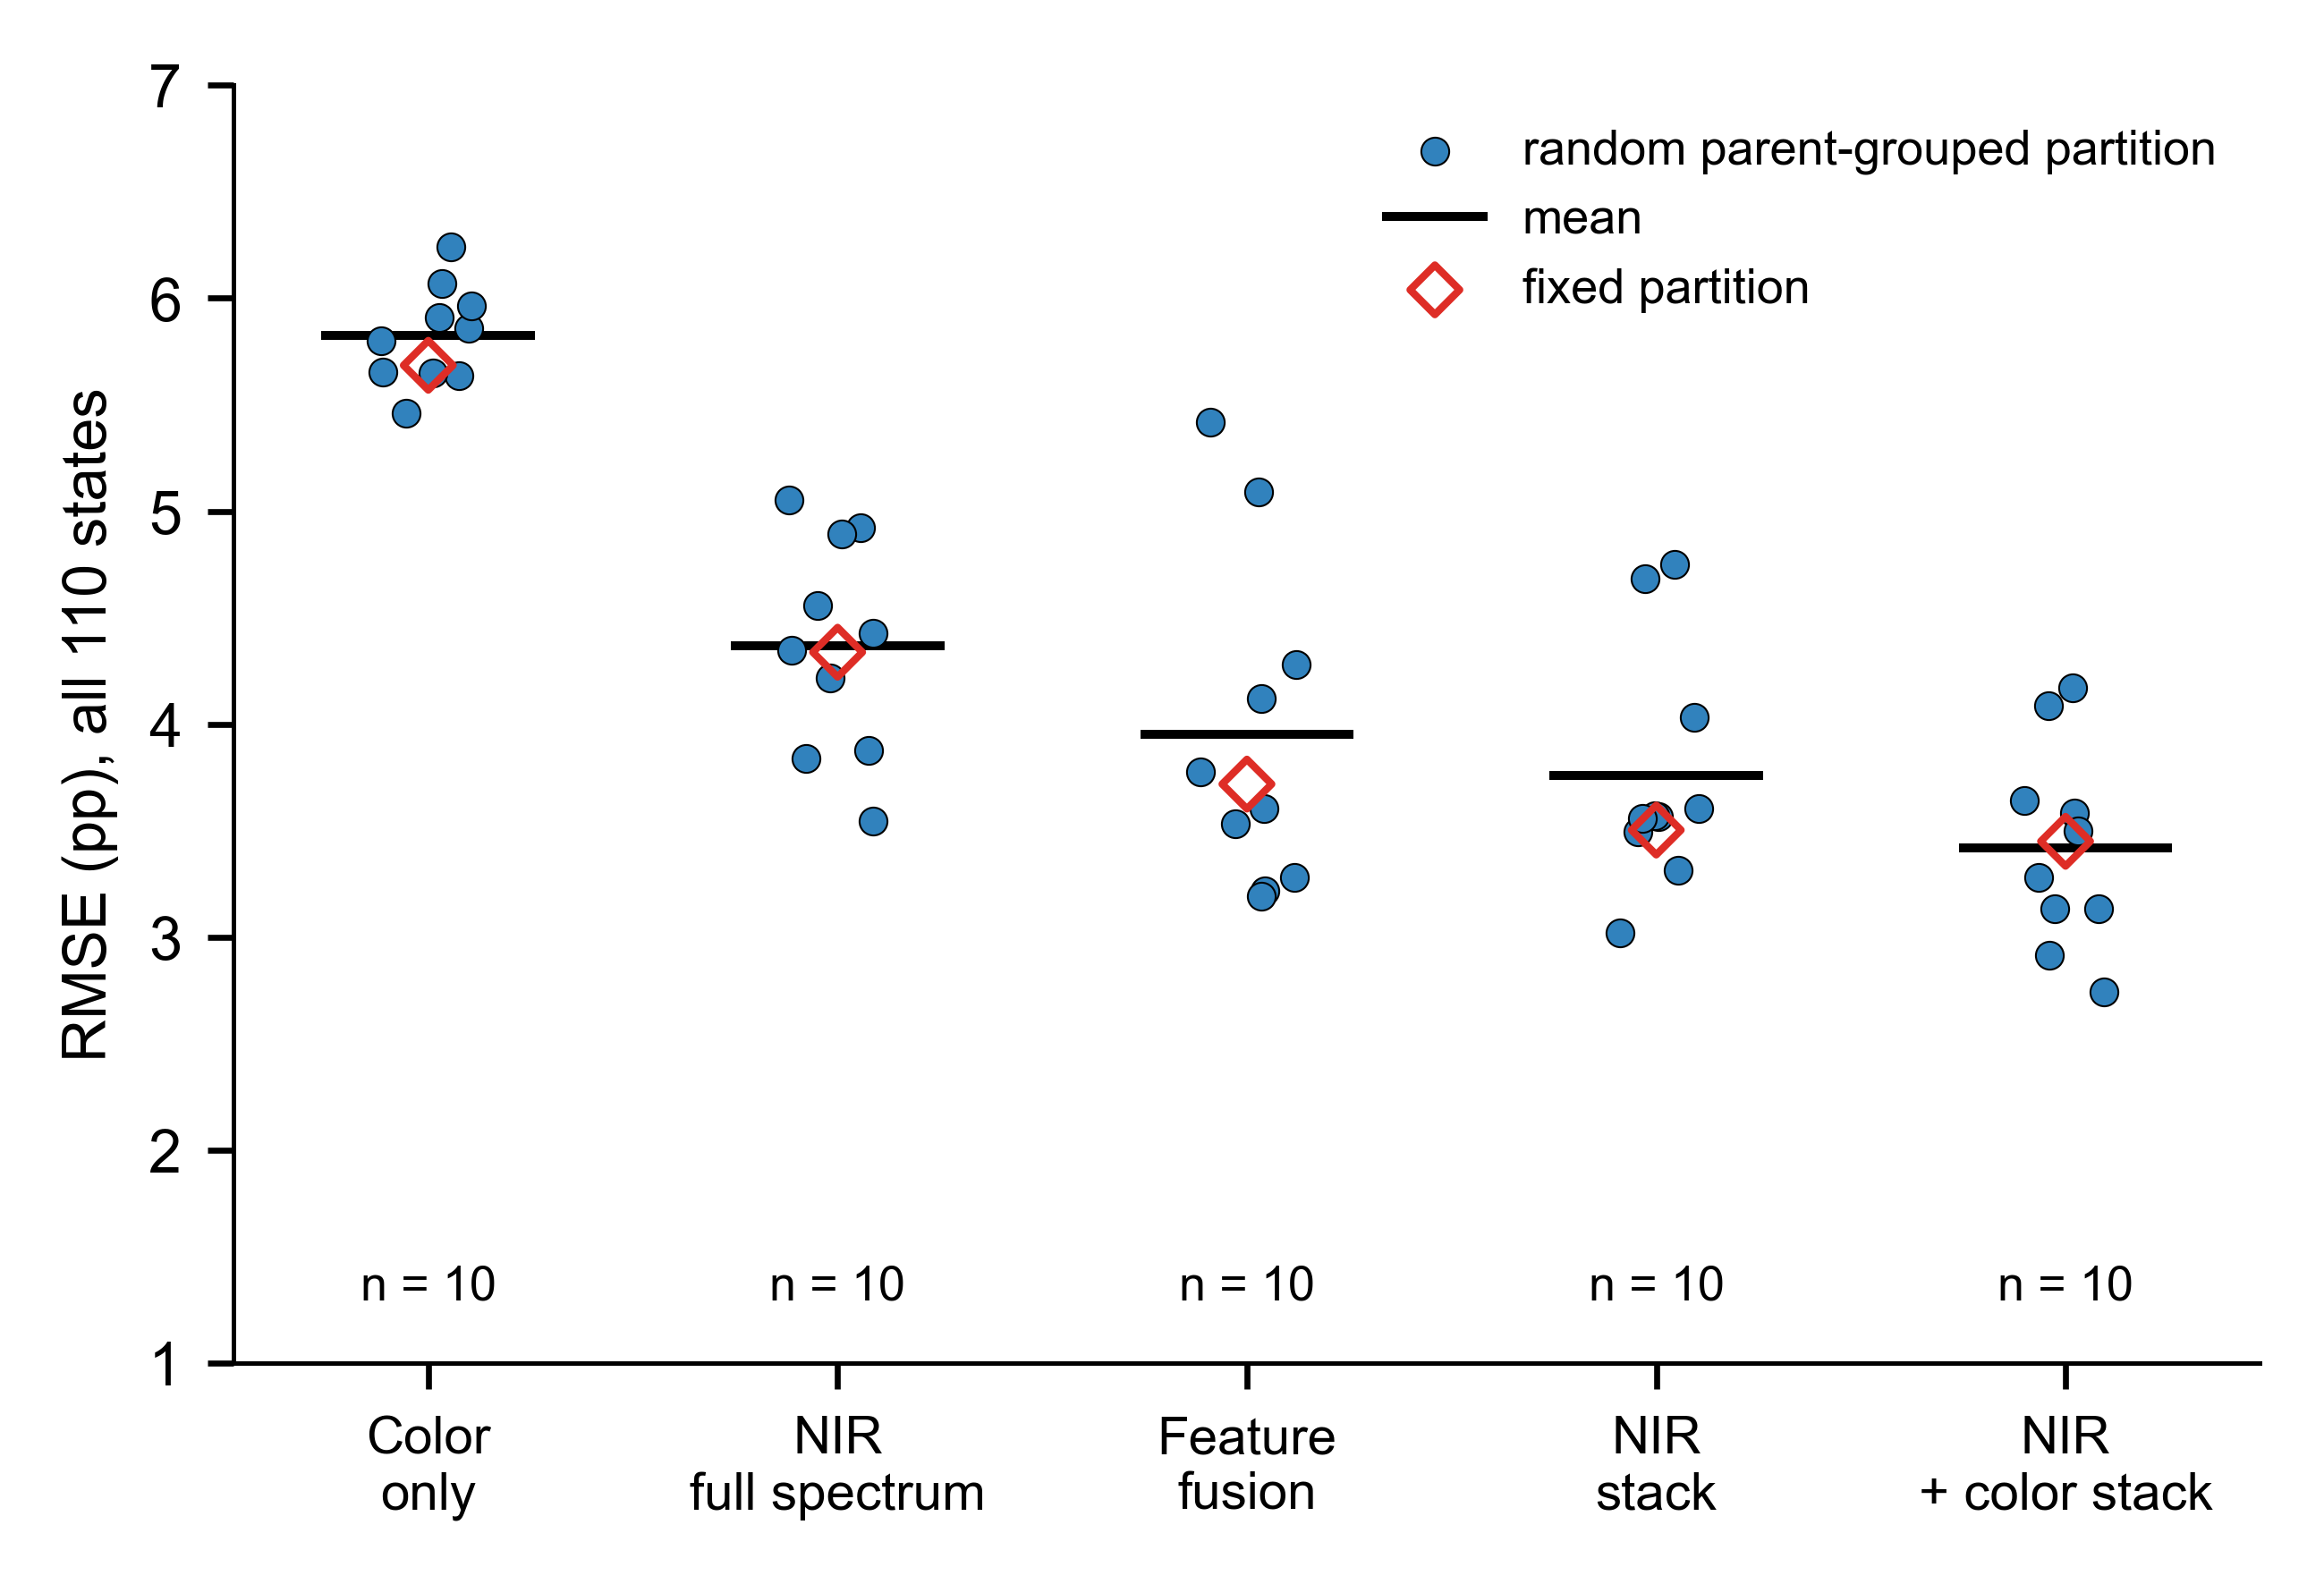 7
6
5
4
3
2
1
RMSE (pp), all 110 states
random parent-grouped partition
mean
fixed partition
n = 10
n = 10
n = 10
n = 10
n = 10
Color
only
NIR
full spectrum
Feature
fusion
NIR
stack
NIR
+ color stack